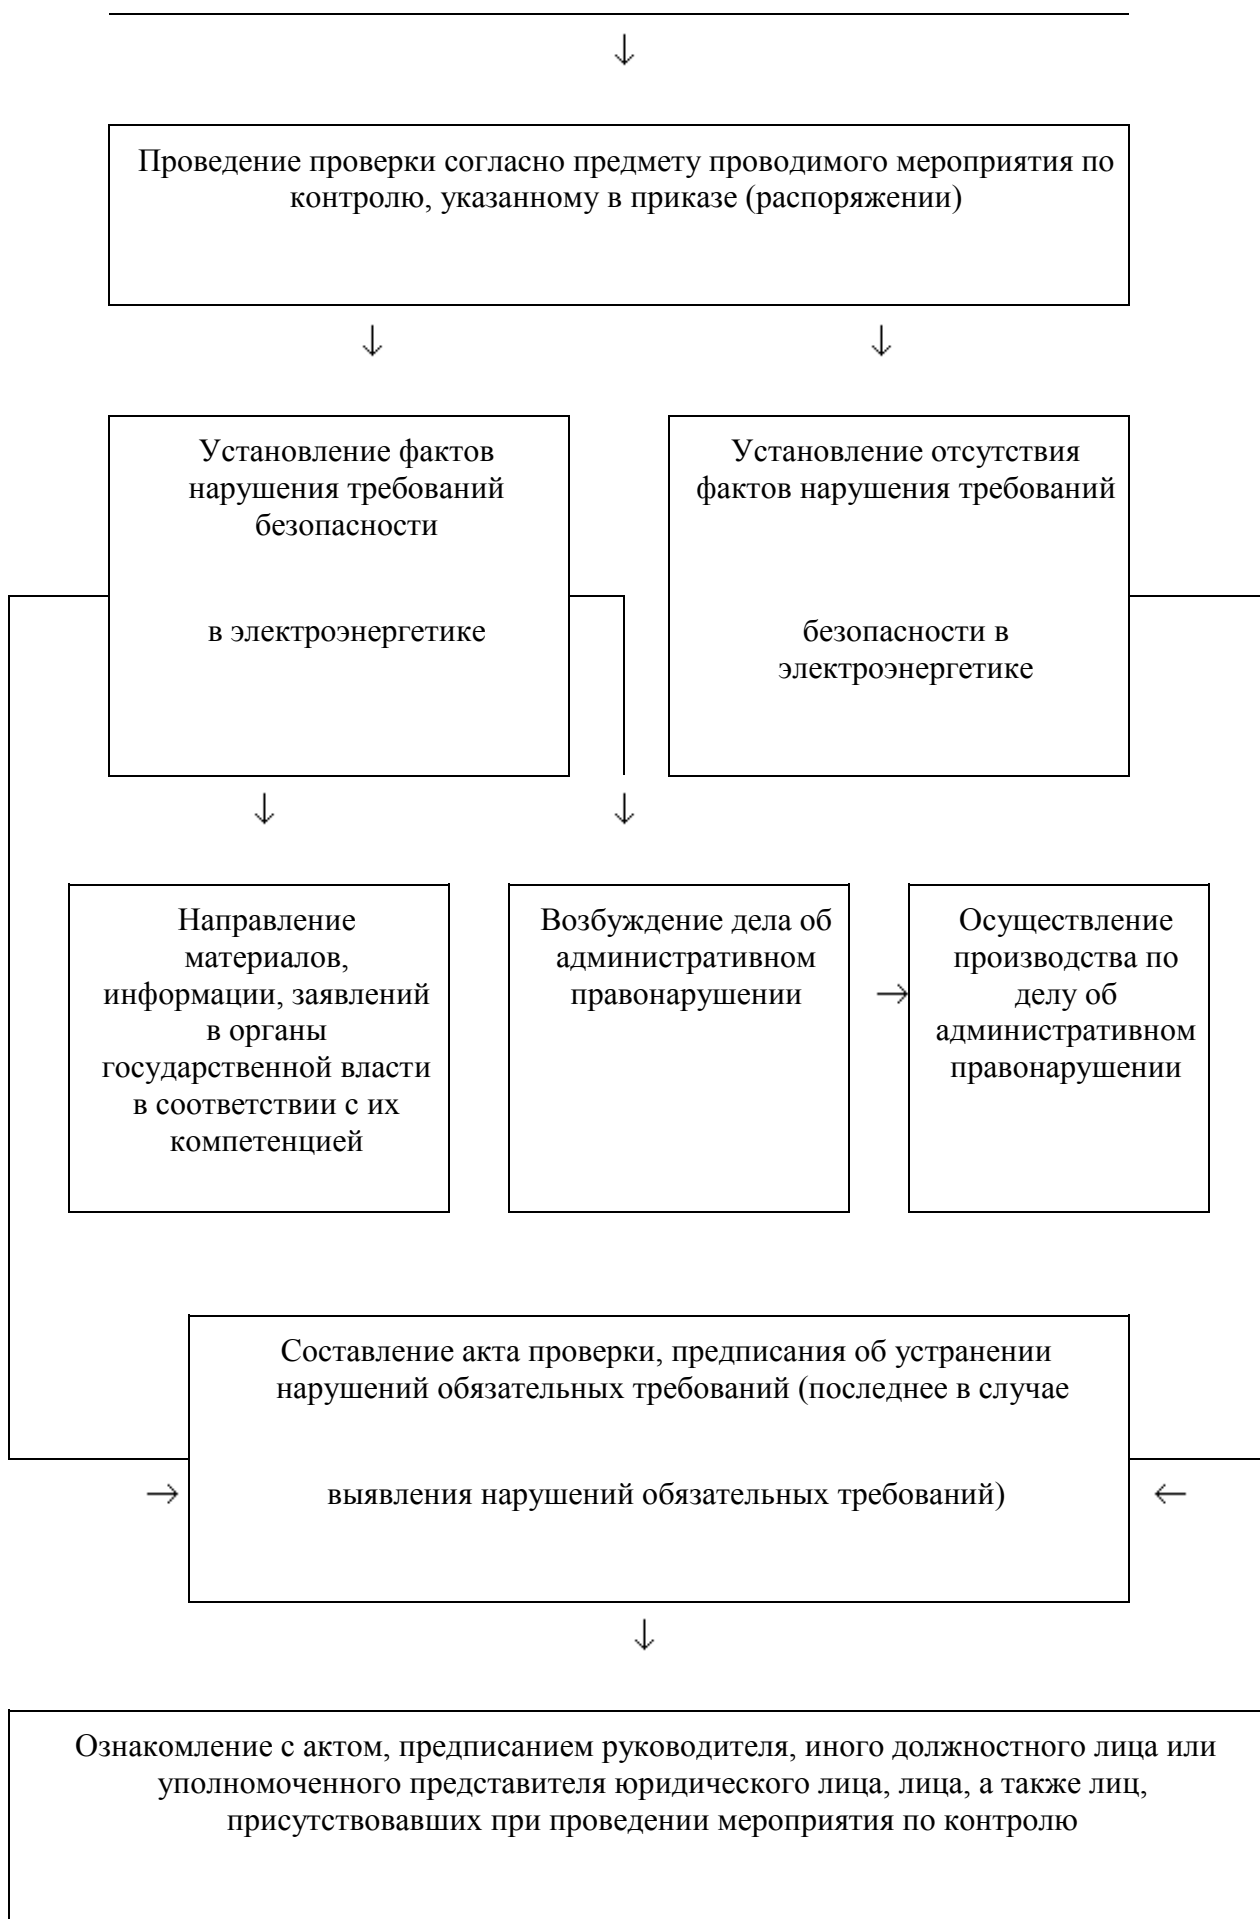 ↓
Проведение проверки согласно предмету проводимого мероприятия по
контролю, указанному в приказе (распоряжении)
↓
↓
Установление фактов
нарушения требований
безопасности
в электроэнергетике
Установление отсутствия
фактов нарушения требований
безопасности в
электроэнергетике
↓
↓
Направление
материалов,
информации, заявлений
в органы
государственной власти
в соответствии с их
компетенцией
Возбуждение дела об
административном
правонарушении
→
Осуществление
производства по
делу об
административном
правонарушении
Составление акта проверки, предписания об устранении
нарушений обязательных требований (последнее в случае
→
выявления нарушений обязательных требований)
←
↓
Ознакомление с актом, предписанием руководителя, иного должностного лица или
уполномоченного представителя юридического лица, лица, а также лиц,
присутствовавших при проведении мероприятия по контролю